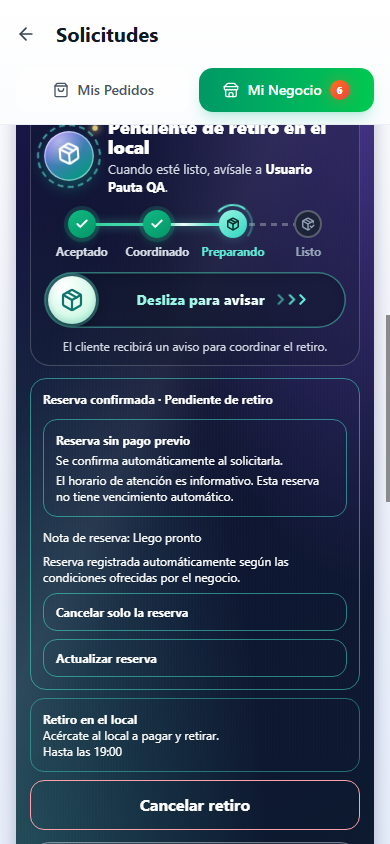 Solicitudes
Mis Pedidos
Mi Negocio 6
Pendiente de retiro en el
local
Cuando esté listo, avísale a Usuario
Pauta QA.
Aceptado Coordinado Preparando Listo
Desliza para avisar
El cliente recibirá un aviso para coordinar el retiro.
Reserva confirmada · Pendiente de retiro
Reserva sin pago previo
Se confirma automáticamente al solicitarla.
El horario de atención es informativo. Esta reserva
no tiene vencimiento automático.
Nota de reserva: Llego pronto
Reserva registrada automáticamente según las
condiciones ofrecidas por el negocio.
Cancelar solo la reserva
Actualizar reserva
Retiro en el local
Acércate al local a pagar y retirar.
Hasta las 19:00
Cancelar retiro